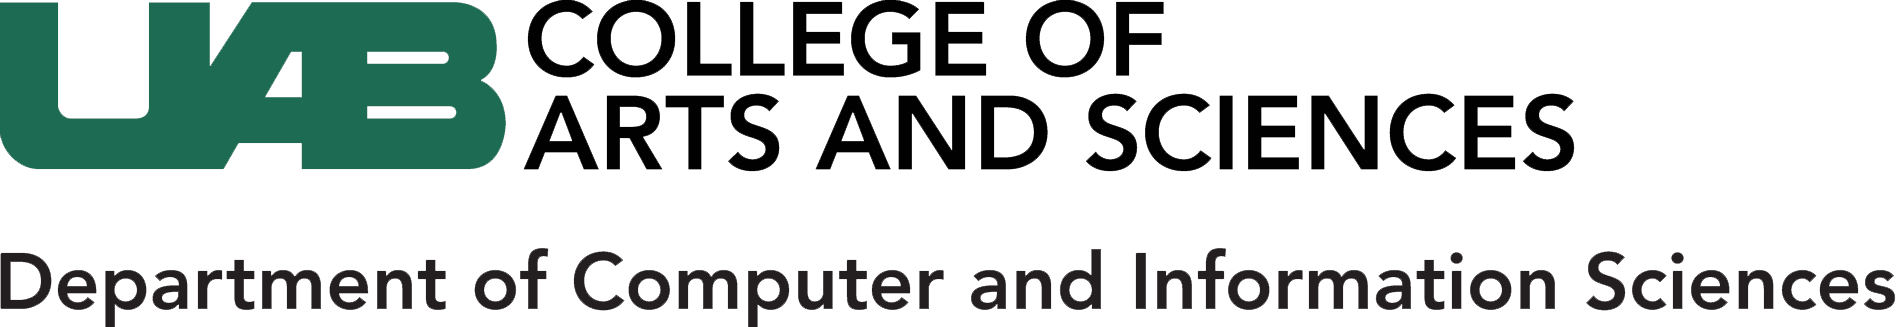 UAB COLLEGE OF
ARTS AND SCIENCES
Department of Computer and Information Sciences